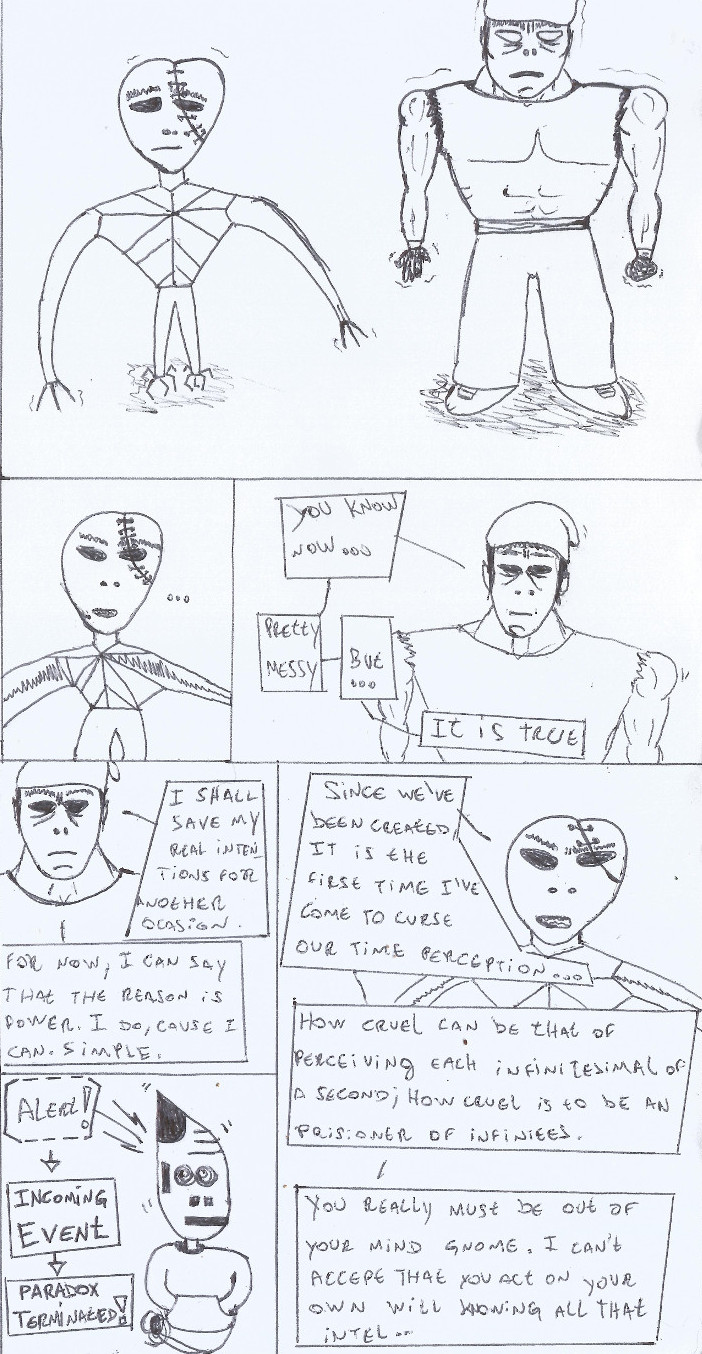 YOU KNOW
NOW...
PRETTY
MESSY
BUT
...
IT IS TRUE
...
I SHALL
SAVE MY
REAL INTEN
TIONS FOR
ANOTHER
OCASION.
FOR NOW, I CAN SAY
THAT THE REASON IS
POWER. I DO, CAUSE I
CAN. SIMPLE.
SINCE WE'VE
BEEN CREATED,
IT IS THE
FIRST TIME I'VE
COME TO CURSE
OUR TIME PERCEPTION...
HOW CRUEL CAN BE THAT OF
PERCEIVING EACH INFINITESIMAL OF
A SECOND; HOW CRUEL IS TO BE AN
PRISIONER OF INFINITES.
YOU REALLY MUST BE OUT OF
YOUR MIND GNOME. I CAN'T
ACCEPT THAT YOU ACT ON YOUR
OWN WILL KNOWING ALL THAT
INTEL...
ALERT!
INCOMING
EVENT
PARADOX
TERMINATED!